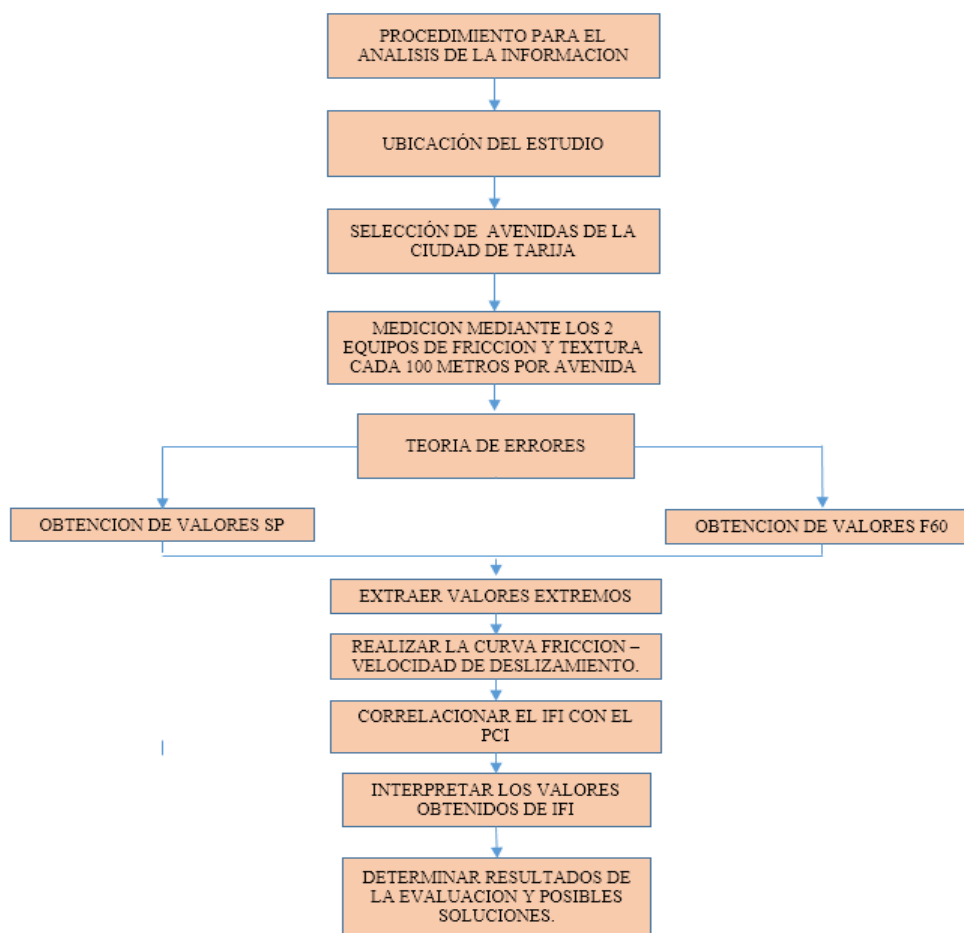 PROCEDIMIENTO PARA EL
ANALISIS DE LA INFORMACION
UBICACIÓN DEL ESTUDIO
SELECCIÓN DE AVENIDAS DE LA
CIUDAD DE TARIJA
MEDICION MEDIANTE LOS 2
EQUIPOS DE FRICCION Y TEXTURA
CADA 100 METROS POR AVENIDA
TEORIA DE ERRORES
OBTENCION DE VALORES SP
OBTENCION DE VALORES F60
EXTRAER VALORES EXTREMOS
REALIZAR LA CURVA FRICCION –
VELOCIDAD DE DESLIZAMIENTO.
CORRELACIONAR EL IFI CON EL
PCI
INTERPRETAR LOS VALORES
OBTENIDOS DE IFI
DETERMINAR RESULTADOS DE
LA EVALUACION Y POSIBLES
SOLUCIONES.